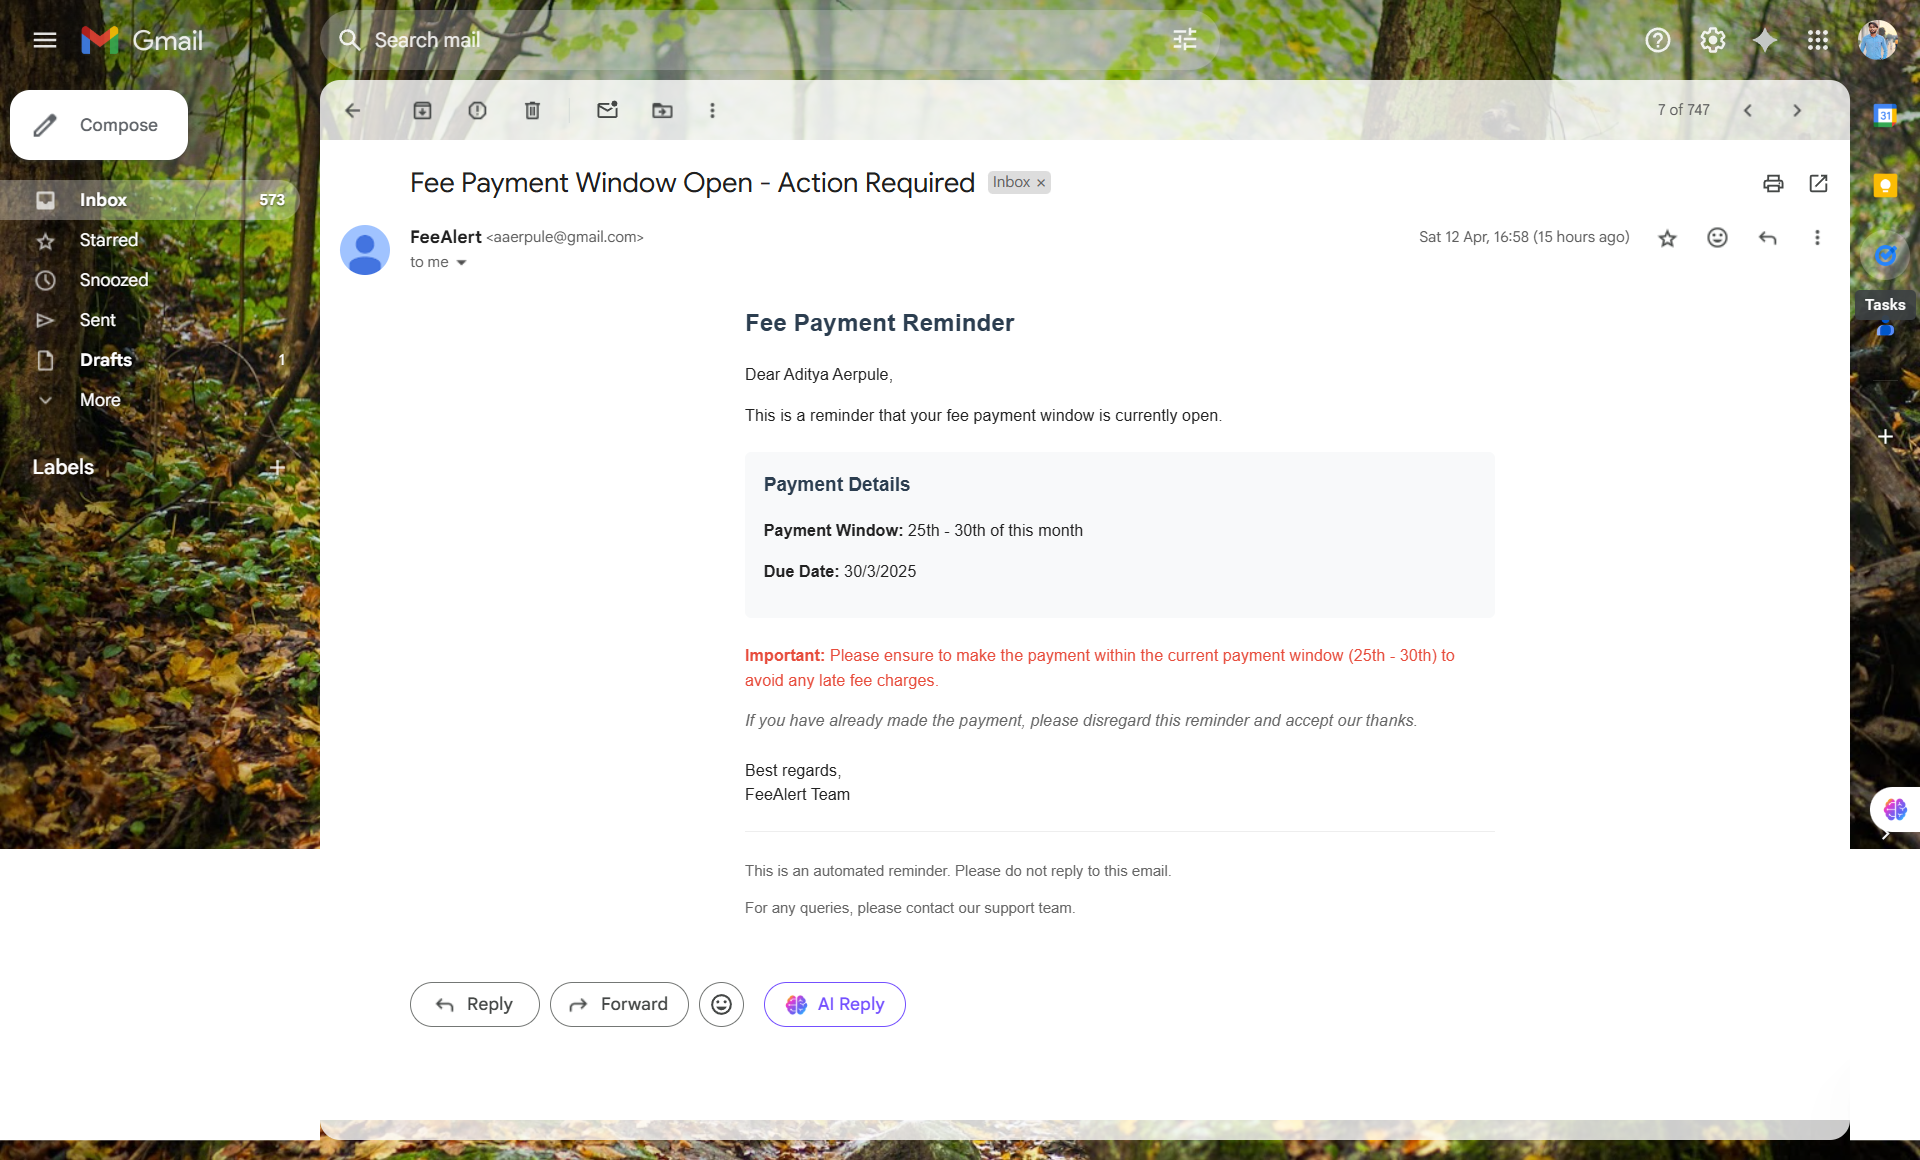 Gmail
Search mail
Compose
7 of 747
31
Inbox 573
Starred
Snoozed
Sent
Drafts 1
More
Labels
Fee Payment Window Open - Action Required Inbox ×
FeeAlert <aaerpule@gmail.com>
Sat 12 Apr, 16:58 (15 hours ago)
to me
Tasks
Fee Payment Reminder
Dear Aditya Aerpule,
This is a reminder that your fee payment window is currently open.
Payment Details
Payment Window: 25th - 30th of this month
Due Date: 30/3/2025
Important: Please ensure to make the payment within the current payment window (25th - 30th) to
avoid any late fee charges.
If you have already made the payment, please disregard this reminder and accept our thanks.
Best regards,
FeeAlert Team
This is an automated reminder. Please do not reply to this email.
For any queries, please contact our support team.
Reply
Forward
AI Reply